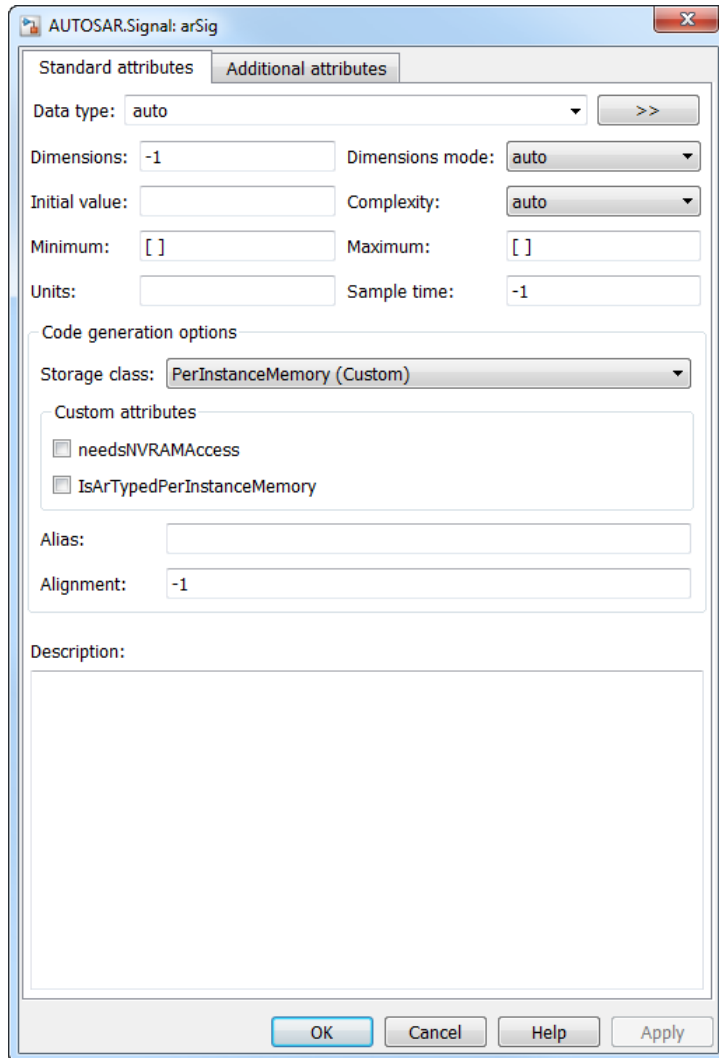 AUTOSAR.Signal: arSig
x
Standard attributes Additional attributes
Data type: auto >>
Dimensions: -1 Dimensions mode: auto
Initial value: Complexity: auto
Minimum: [ ] Maximum: [ ]
Units: Sample time: -1
Code generation options
Storage class: PerInstanceMemory (Custom)
Custom attributes
needsNVRAMAccess
IsArTypedPerInstanceMemory
Alias:
Alignment: -1
Description:
OK Cancel Help Apply